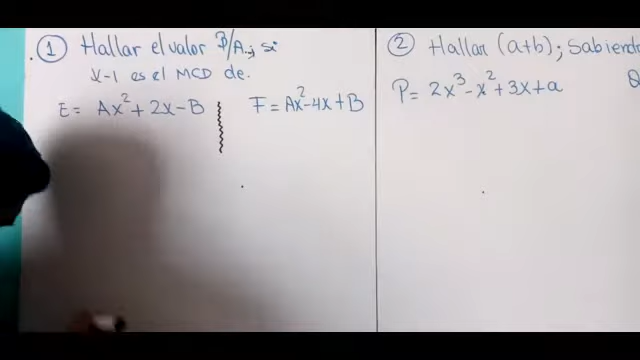 ① Hallar el valor B/A.; si
x-1 es el MCD de.
E = Ax² + 2x - B
F = Ax² - 4x + B
② Hallar (a+b); Sabiendo
P = 2x³ - x² + 3x + a
Q